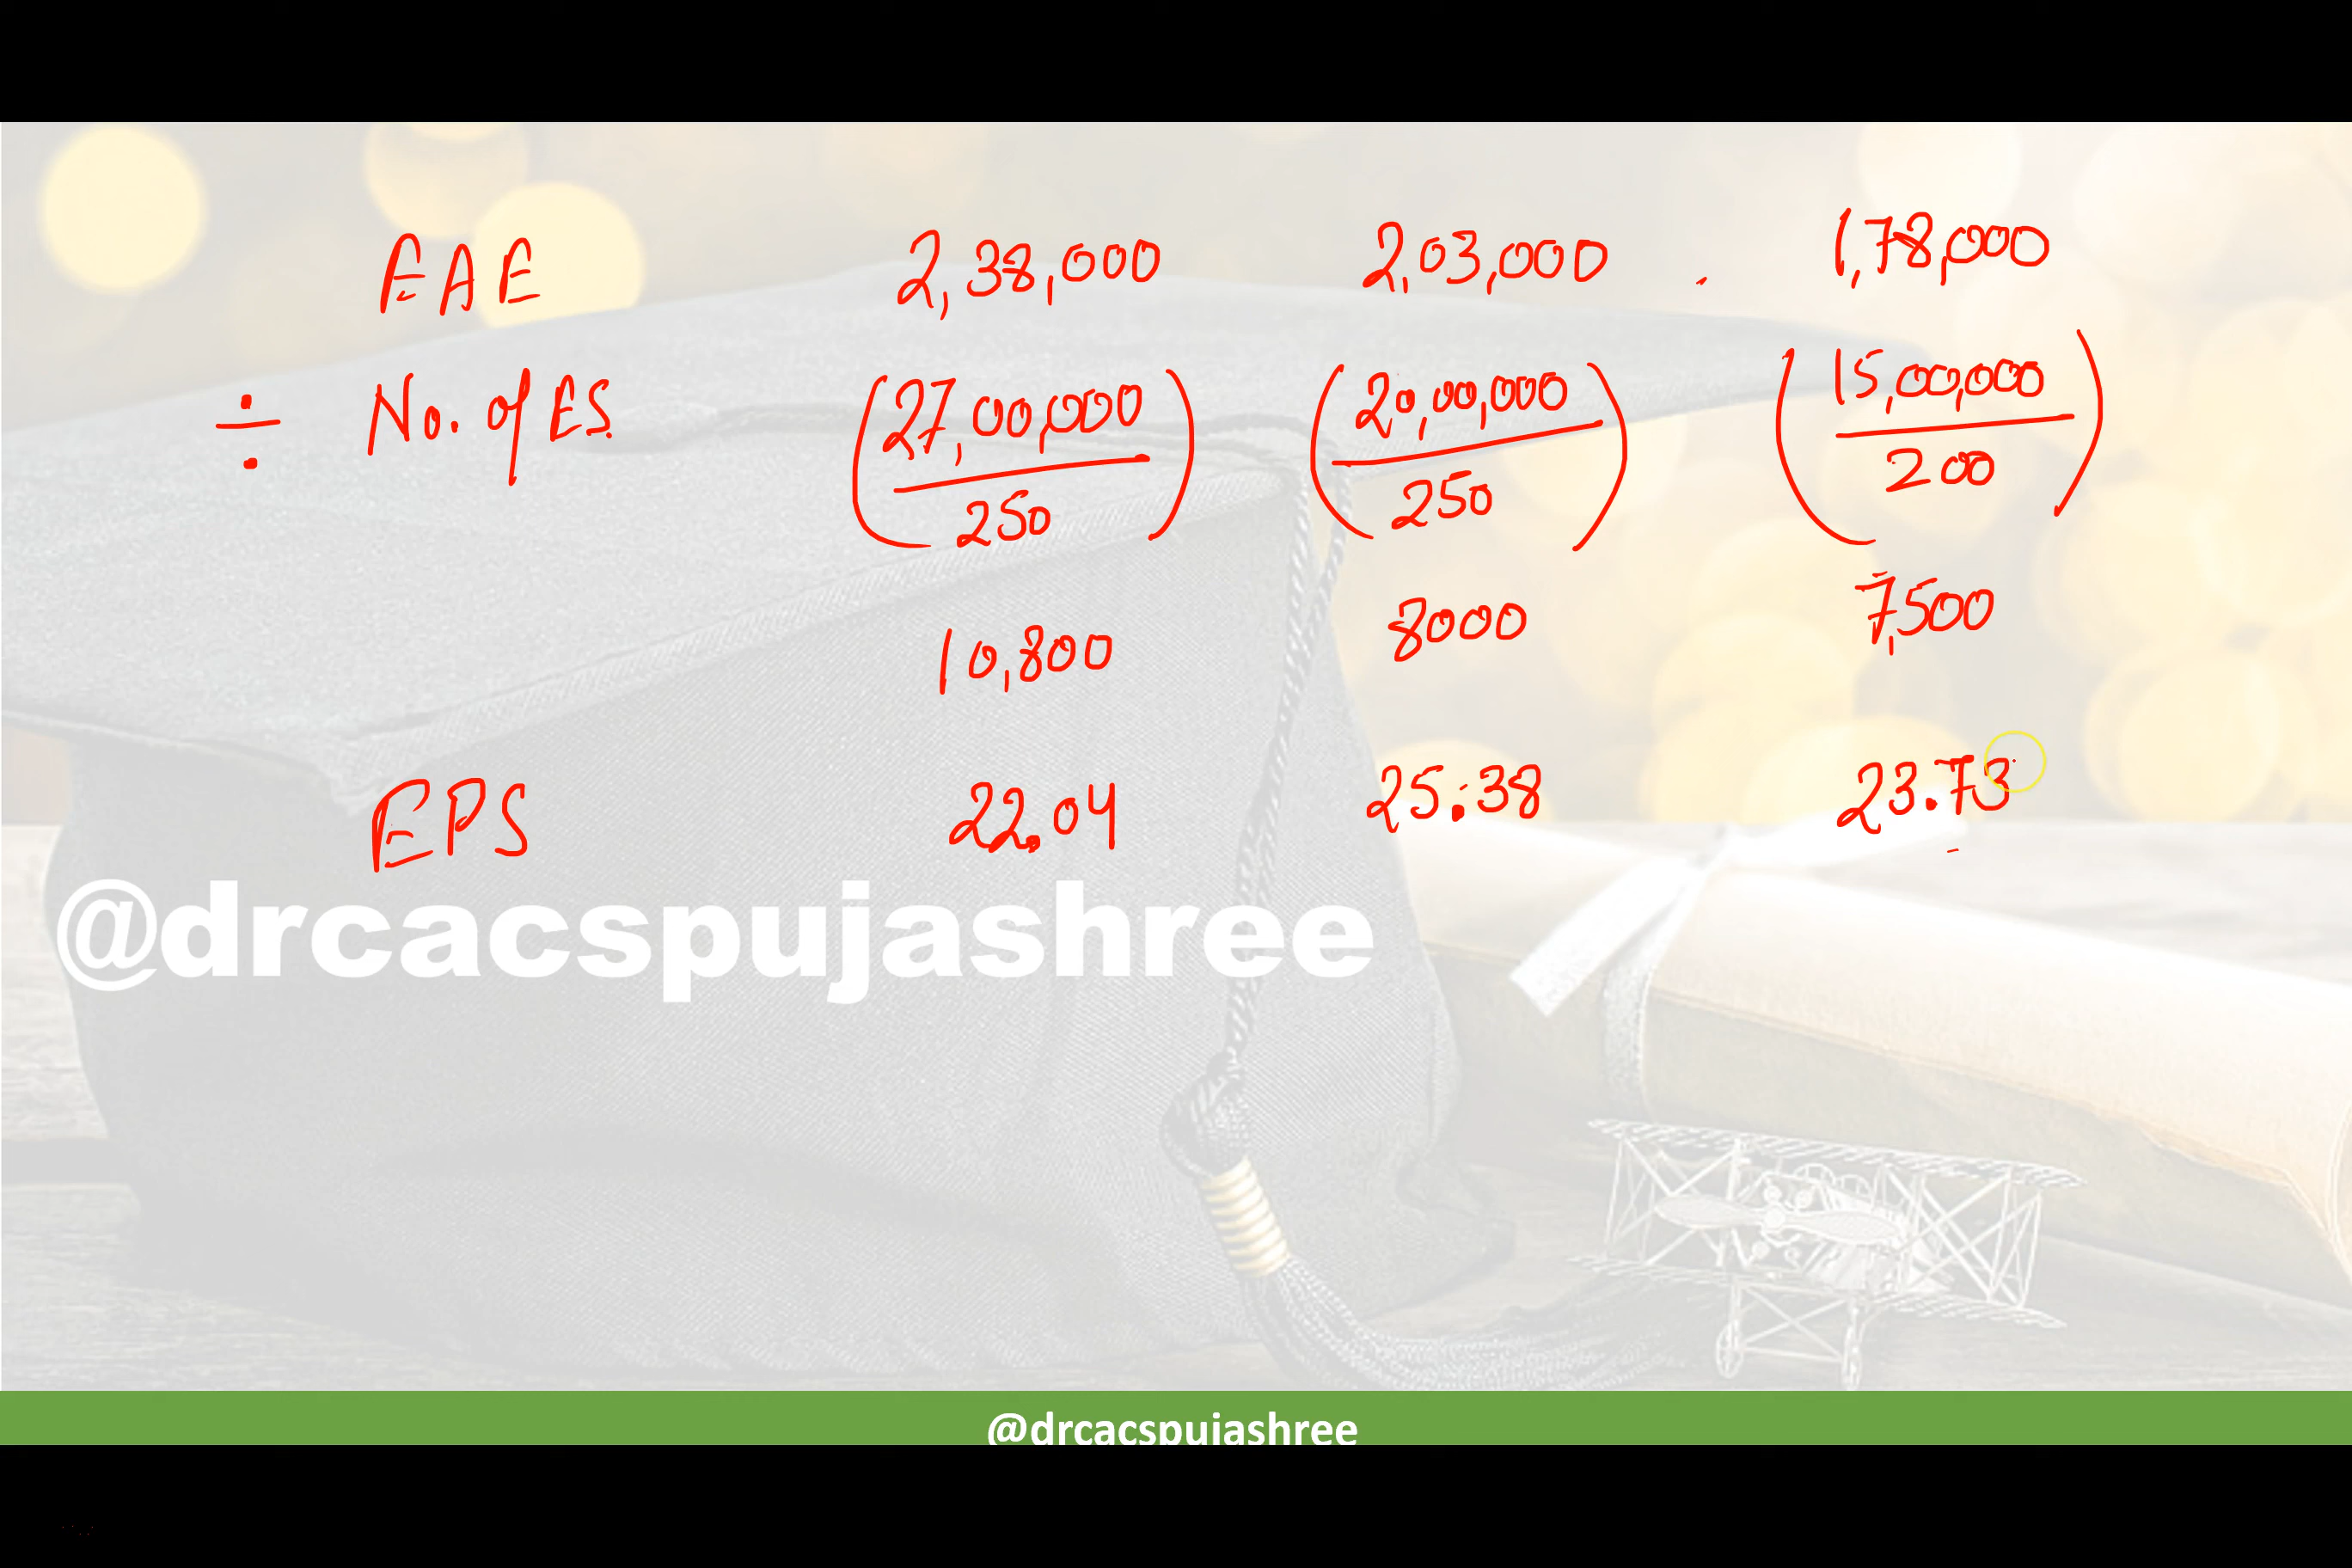 EAE 2,38,000 2,03,000 1,78,000
÷ No. of ES (27,00,000/250) (20,00,000/250) (15,00,000/200)
10,800 8000 7,500
EPS 22.04 25.38 23.73
@drcacspujashree
@drcacspujashree